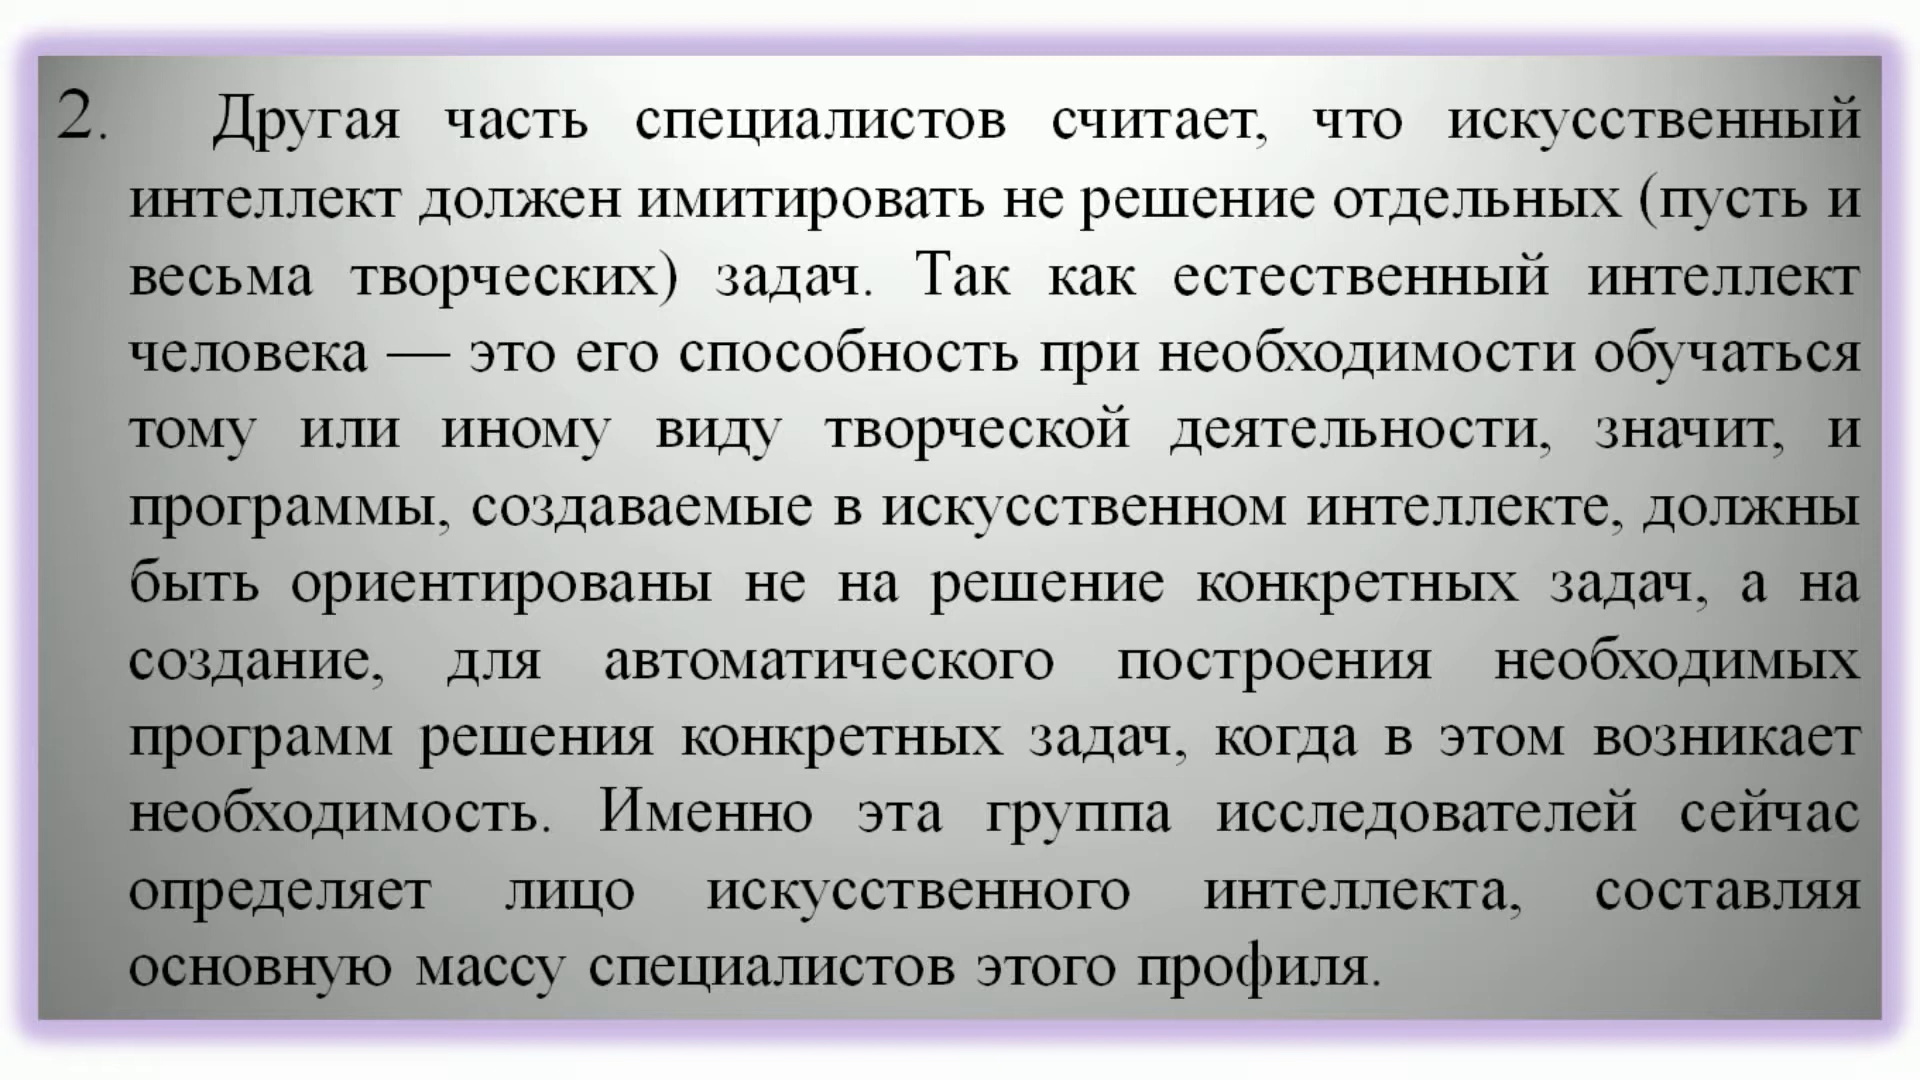 2. Другая часть специалистов считает, что искусственный
интеллект должен имитировать не решение отдельных (пусть и
весьма творческих) задач. Так как естественный интеллект
человека — это его способность при необходимости обучаться
тому или иному виду творческой деятельности, значит, и
программы, создаваемые в искусственном интеллекте, должны
быть ориентированы не на решение конкретных задач, а на
создание, для автоматического построения необходимых
программ решения конкретных задач, когда в этом возникает
необходимость. Именно эта группа исследователей сейчас
определяет лицо искусственного интеллекта, составляя
основную массу специалистов этого профиля.